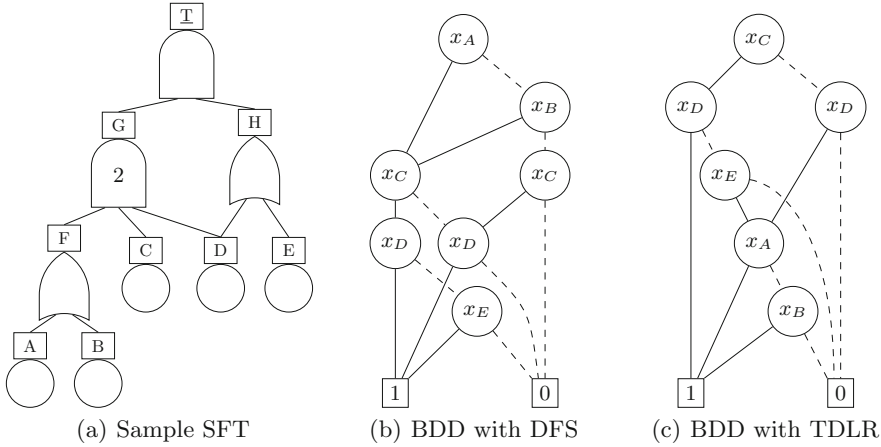 T
G
H
2
F
C
D
E
A
B
(a) Sample SFT
x_A
x_B
x_C
x_C
x_D
x_D
x_E
1
0
(b) BDD with DFS
x_C
x_D
x_D
x_E
x_A
x_B
1
0
(c) BDD with TDLR